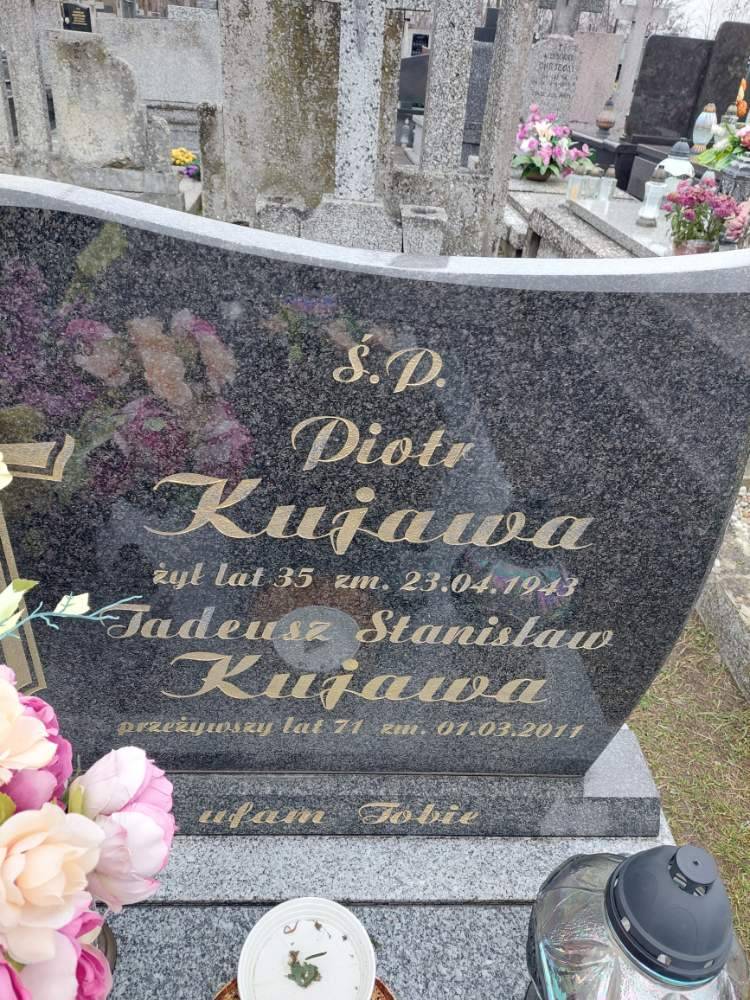 Ś.P.
Piotr
Kujawa
żył lat 35 zm. 23.04.1943
Tadeusz Stanisław
Kujawa
przeżywszy lat 71 zm. 01.03.2011
ufam Tobie